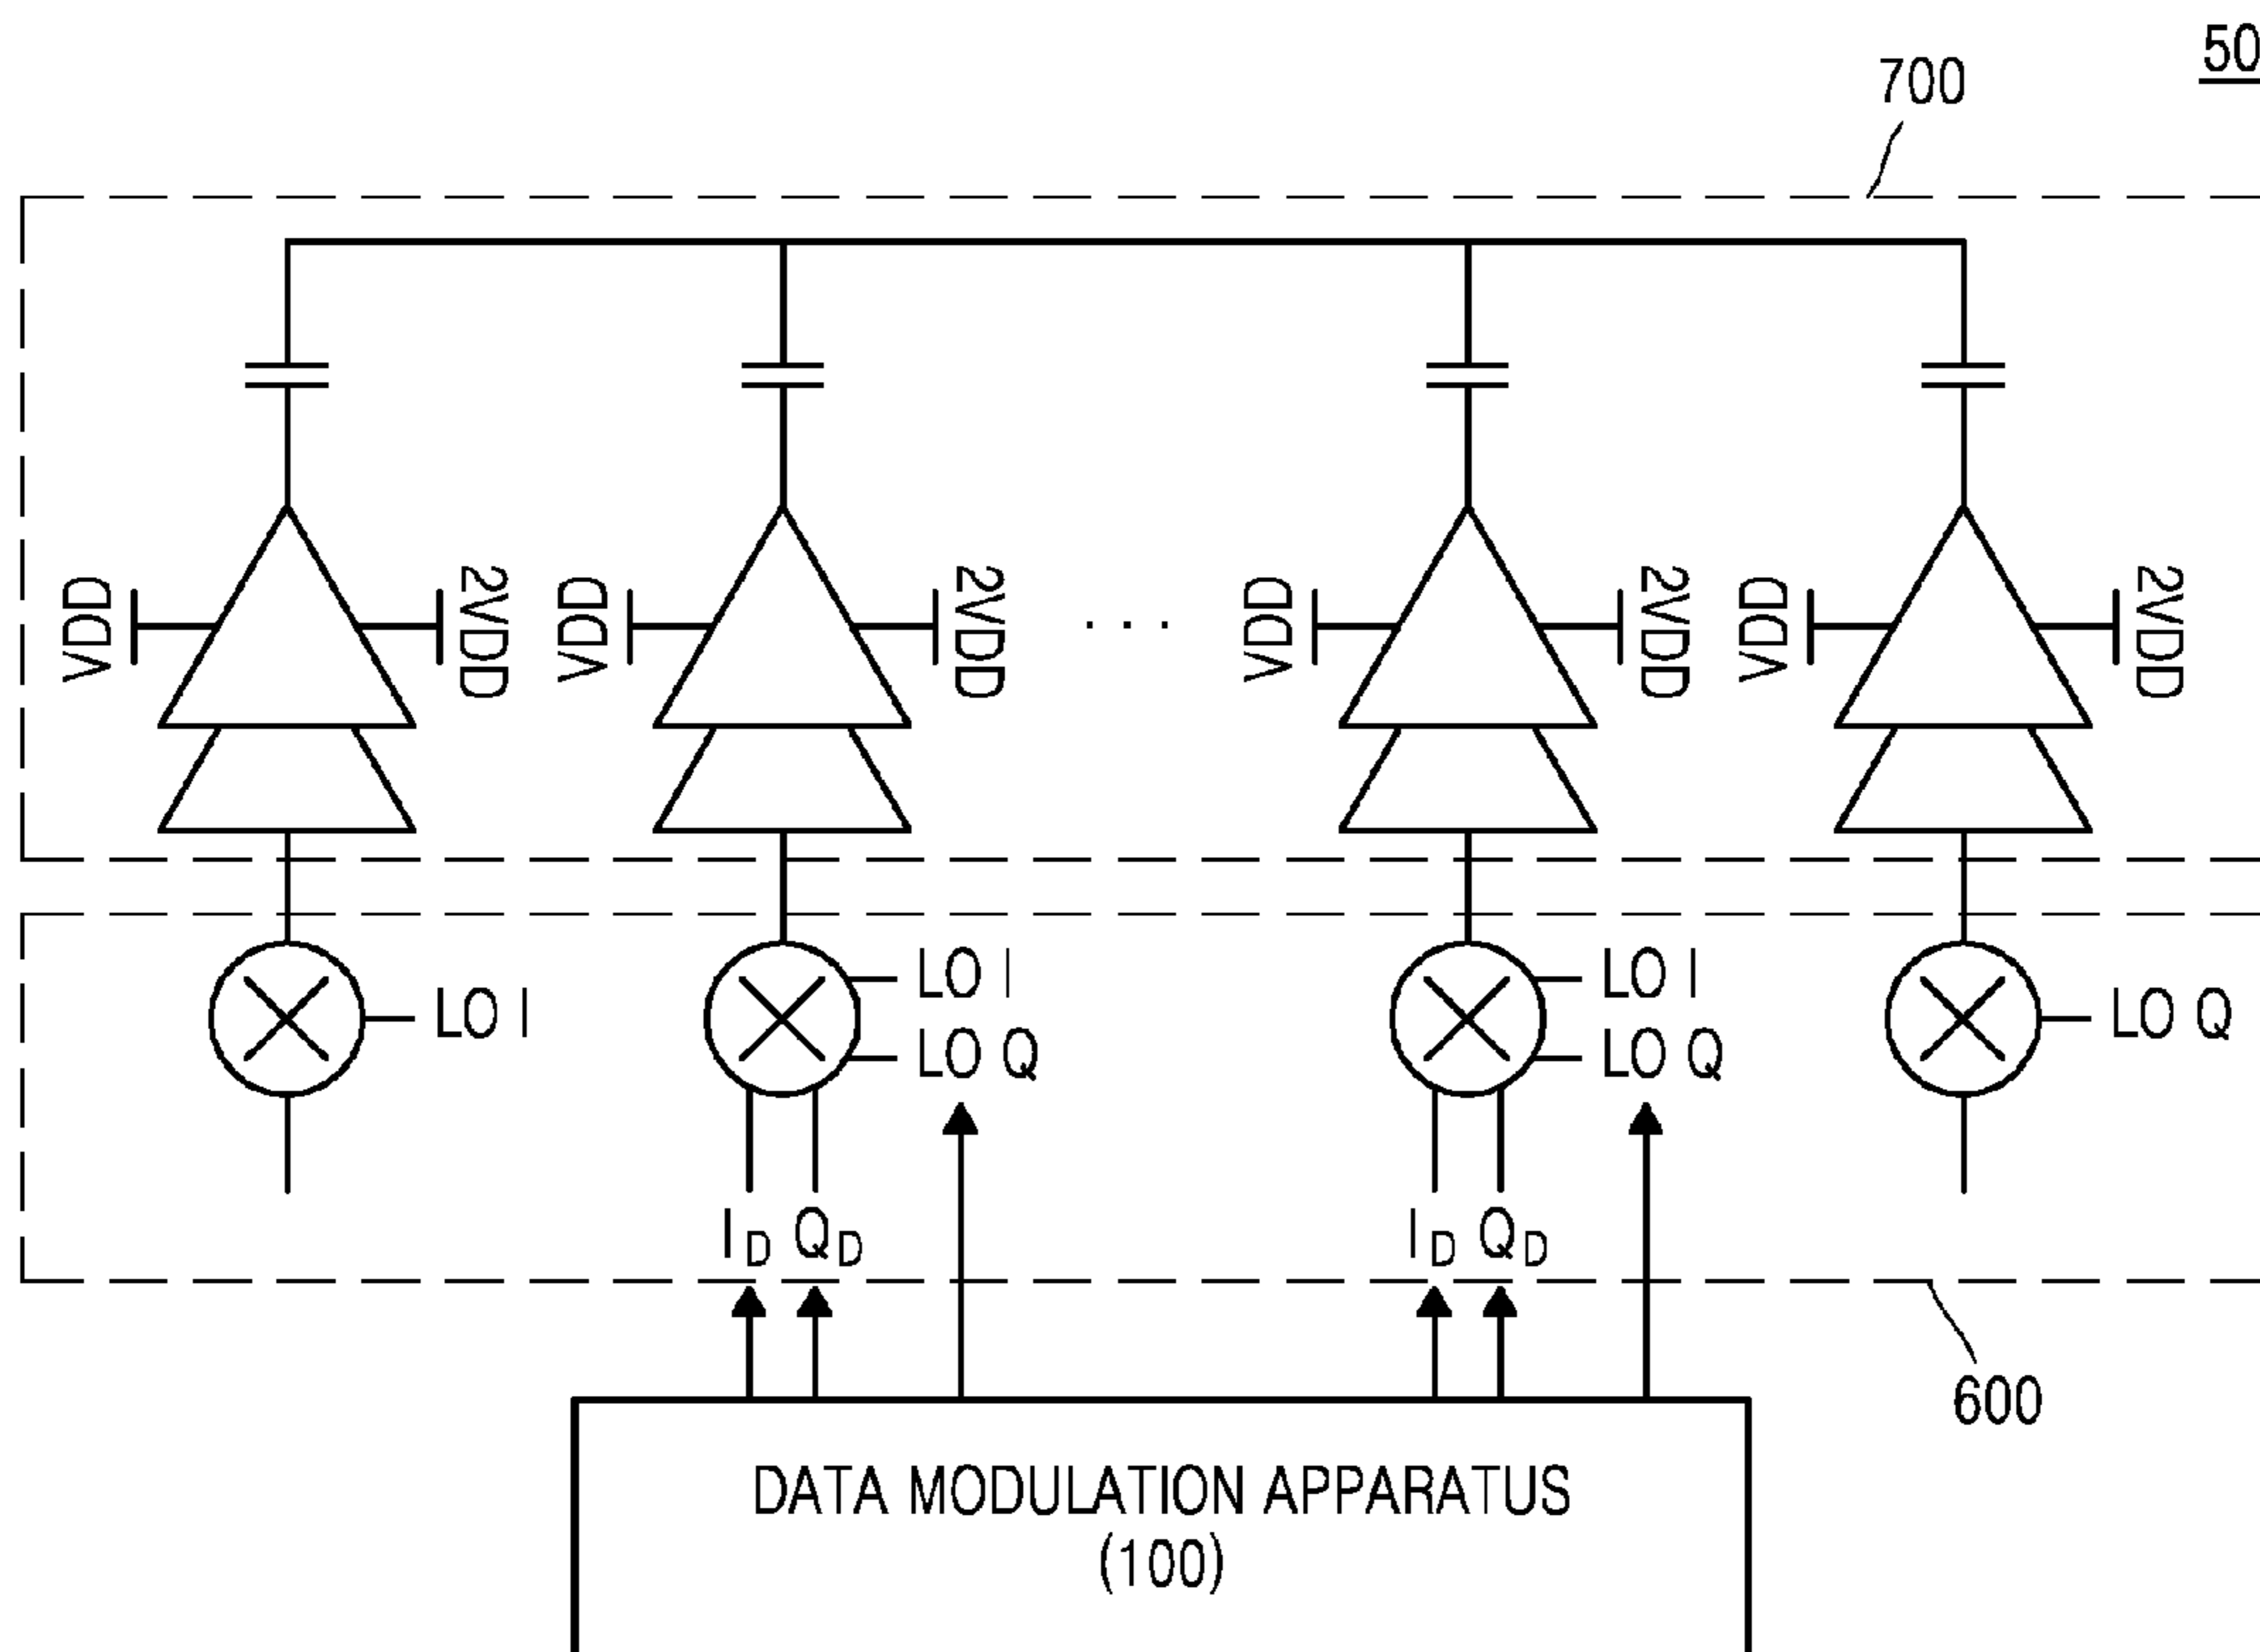 50
700
VDD 2VDD VDD 2VDD ... VDD 2VDD VDD 2VDD
LO I
LO I
LO Q
LO I
LO Q
LO Q
ID QD
ID QD
600
DATA MODULATION APPARATUS
(100)